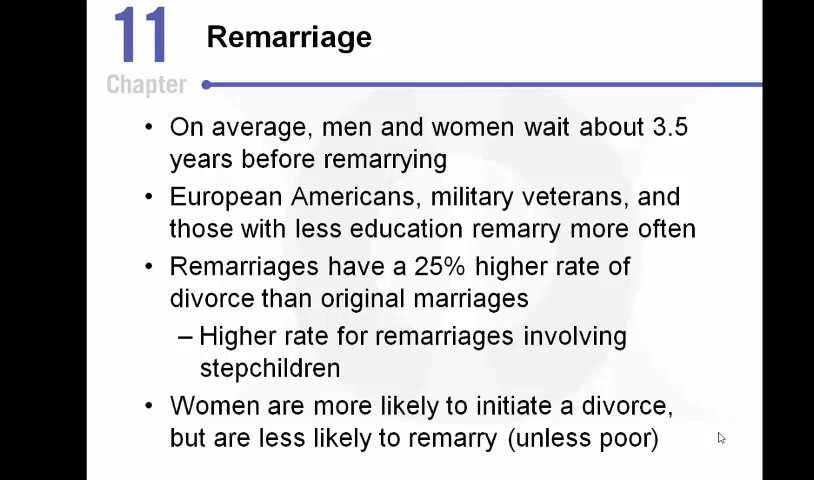 11
Chapter
Remarriage
• On average, men and women wait about 3.5
years before remarrying
• European Americans, military veterans, and
those with less education remarry more often
• Remarriages have a 25% higher rate of
divorce than original marriages
– Higher rate for remarriages involving
stepchildren
• Women are more likely to initiate a divorce,
but are less likely to remarry (unless poor)